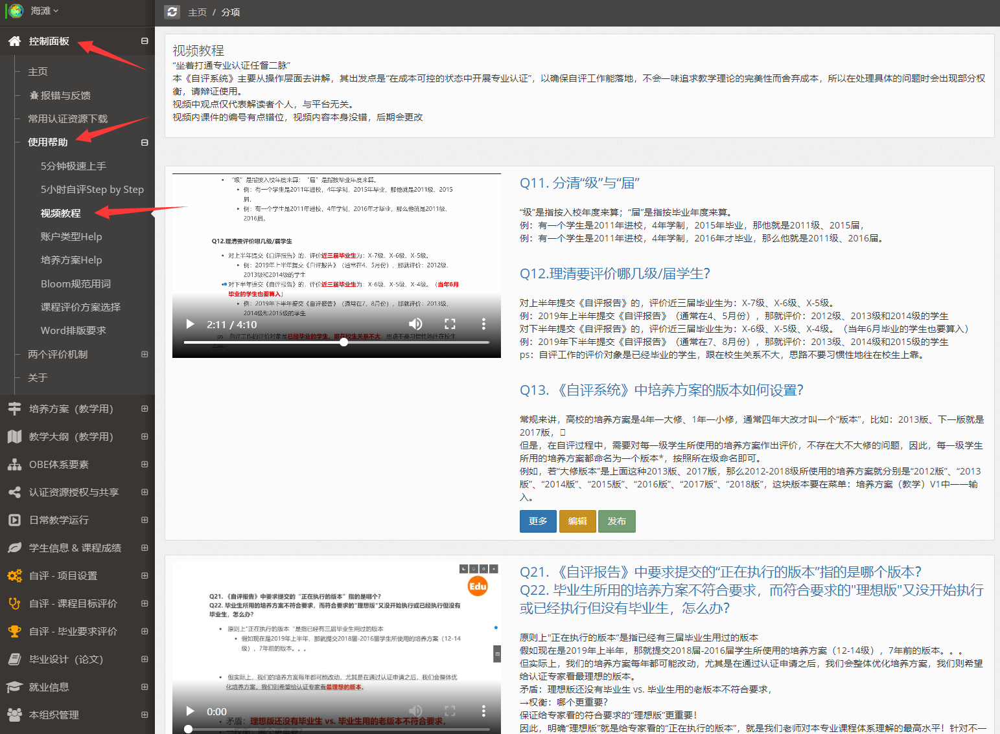 海滩
主页 / 分项
控制面板
主页
报错与反馈
常用认证资源下载
使用帮助
5分钟极速上手
5小时自评Step by Step
视频教程
账户类型Help
培养方案Help
Bloom规范用词
课程评价方案选择
Word排版要求
两个评价机制
关于
培养方案（教学用）
教学大纲（教学用）
OBE体系要素
认证资源授权与共享
日常教学运行
学生信息 & 课程成绩
自评 - 项目设置
自评 - 课程目标评价
自评 - 毕业要求评价
毕业设计（论文）
就业信息
本组织管理
视频教程
“坐着打通专业认证任督二脉”
本《自评系统》主要从操作层面去讲解，其出发点是“在成本可控的状态中开展专业认证”，以确保自评工作能落地，不会一味追求教学理论的完美性而舍弃成本，所以在处理具体的问题时会出现部分权
衡，请辩证使用。
视频中观点仅代表解读者个人，与平台无关。
视频内课件的编号有点错位，视频内容本身没错，后期会更改
“级”是指按入校年度来算；“届”是指按毕业年度来算。
例：有一个学生是2011年进校，4年学制，2015年毕业，那他就是2011级、2015
届，
例：有一个学生是2011年进校，4年学制，2016年才毕业，那么他就是2011级、
2016届。
Q12.理清要评价哪几级/届学生
对上半年提交《自评报告》的，评价近三届毕业生为：X-7级、X-6级、X-5级。
例：2019年上半年提交《自评报告》（通常在4、5月份），那就评价：2012级、
2013级和2014级的学生
对下半年提交《自评报告》的，评价近三届毕业生为：X-6级、X-5级、X-4级。（当年6月
毕业的学生也要算入）
例：2019年下半年提交《自评报告》（通常在7、8月份），那就评价：2013级、
2014级和2015级的学生
2:11 / 4:10
ps：自评工作的评价对象是已经毕业的学生，跟在校生关系不大，思路不要习惯性地往在校生
Q11. 分清“级”与“届”
“级”是指按入校年度来算；“届”是指按毕业年度来算。
例：有一个学生是2011年进校，4年学制，2015年毕业，那他就是2011级、2015届，
例：有一个学生是2011年进校，4年学制，2016年才毕业，那么他就是2011级、2016届。
Q12.理清要评价哪几级/届学生？
对上半年提交《自评报告》的，评价近三届毕业生为：X-7级、X-6级、X-5级。
例：2019年上半年提交《自评报告》（通常在4、5月份），那就评价：2012级、2013级和2014级的学生
对下半年提交《自评报告》的，评价近三届毕业生为：X-6级、X-5级、X-4级。（当年6月毕业的学生也要算入）
例：2019年下半年提交《自评报告》（通常在7、8月份），那就评价：2013级、2014级和2015级的学生
ps：自评工作的评价对象是已经毕业的学生，跟在校生关系不大，思路不要习惯性地往在校生上靠。
Q13. 《自评系统》中培养方案的版本如何设置？
常规来讲，高校的培养方案是4年一大修、1年一小修，通常四年大改才叫一个“版本”，比如：2013版、下一版就是
2017版，
但是，在自评过程中，需要对每一级学生所使用的培养方案作出评价，不存在大不大修的问题，因此，每一级学生
所用的培养方案都命名为一个版本*，按照所在级命名即可。
例如，若“大修版本”是上面这种2013版、2017版，那么2012-2018级所使用的培养方案就分别是“2012版”、“2013
版”、“2014版”、“2015版”、“2016版”、“2017版”、“2018版”，这块版本要在菜单：培养方案（教学）V1中一一输
入。
更多 编辑 发布
Edu
Q21. 《自评报告》中要求提交的“正在执行的版本”指的是哪个？
Q22. 毕业生所用的培养方案不符合要求，而符合要求的"理想版"又没开始执行或已经执行但没有
毕业生，怎么办？
原则上"正在执行的版本 "是指已经有三届毕业生用过的版本
假如现在是2019年上半年，那就提交2018届-2016届学生所使用的培养方案（12-14
级），7年前的版本。。。
但实际上，我们的培养方案每年都可能改动，尤其是在通过认证申请之后，我们会整体优
化培养方案，我们则希望给认证专家看最理想的版本。
0:00
矛盾：理想版还没有毕业生 vs. 毕业生用的老版本不符合要求，
→权衡：哪个更重要？
Q21. 《自评报告》中要求提交的“正在执行的版本”指的是哪个版本？
Q22. 毕业生所用的培养方案不符合要求，而符合要求的"理想版"又没开始执行
或已经执行但没有毕业生，怎么办？
原则上"正在执行的版本“是指已经有三届毕业生用过的版本
假如现在是2019年上半年，那就提交2018届-2016届学生所使用的培养方案（12-14级），7年前的版本。。。
但实际上，我们的培养方案每年都可能改动，尤其是在通过认证申请之后，我们会整体优化培养方案，我们则希望
给认证专家看最理想的版本。
矛盾：理想版还没有毕业生 vs. 毕业生用的老版本不符合要求，
→权衡：哪个更重要？
保证给专家看的符合要求的“理想版”更重要！
因此，明确“理想版”就是给专家看的“正在执行的版本”，就是我们老师对本专业课程体系理解的最高水平！针对不一